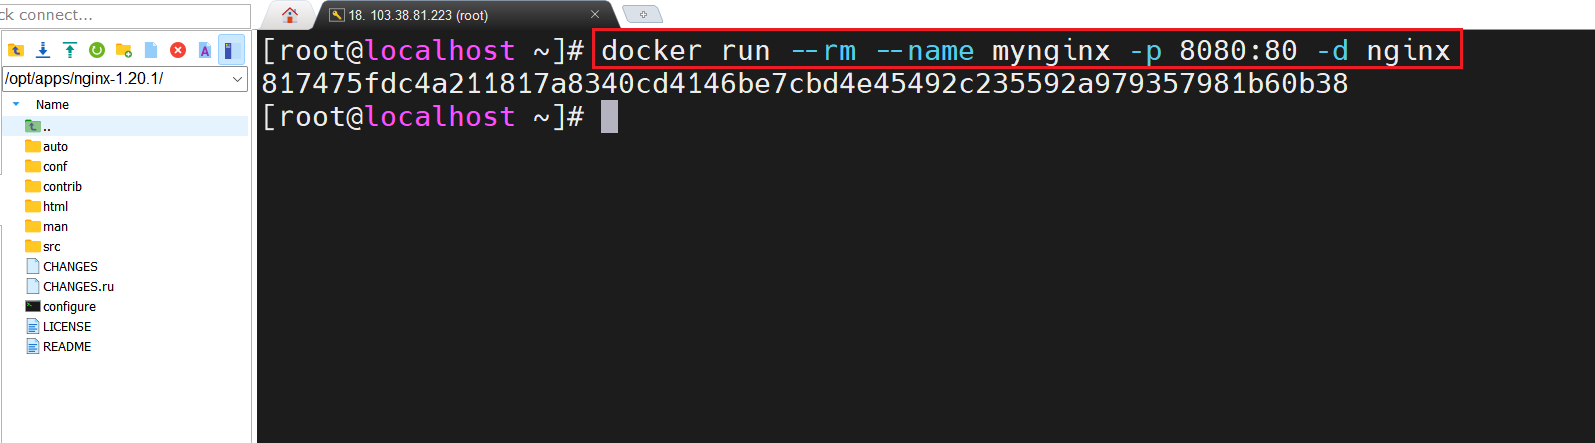 ck connect...
18. 103.38.81.223 (root)
/opt/apps/nginx-1.20.1/
Name
..
auto
conf
contrib
html
man
src
CHANGES
CHANGES.ru
configure
LICENSE
README
[root@localhost ~]# docker run --rm --name mynginx -p 8080:80 -d nginx
817475fdc4a211817a8340cd4146be7cbd4e45492c235592a979357981b60b38
[root@localhost ~]#